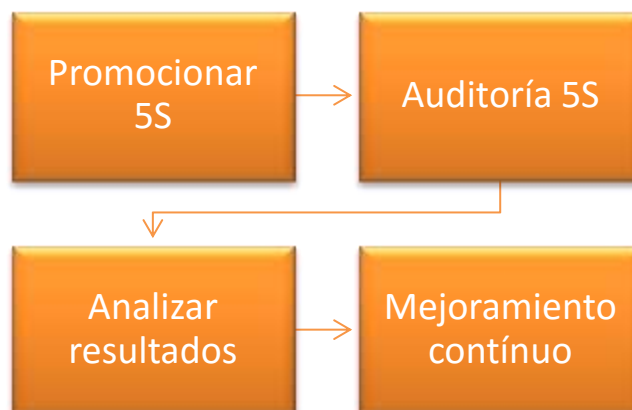 Promocionar
5S
Auditoría 5S
Analizar
resultados
Mejoramiento
contínuo